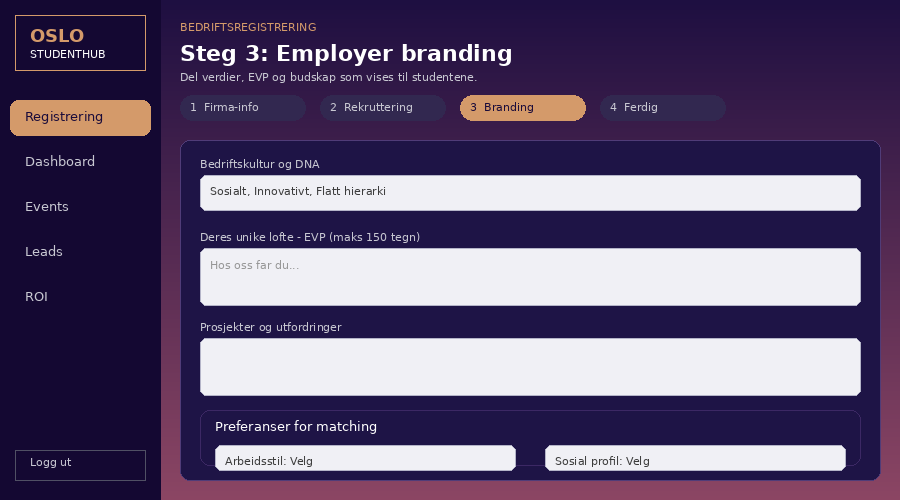 OSLO
STUDENTHUB
Registrering
Dashboard
Events
Leads
ROI
Logg ut
BEDRIFTSREGISTRERING
Steg 3: Employer branding
Del verdier, EVP og budskap som vises til studentene.
1 Firma-info
2 Rekruttering
3 Branding
4 Ferdig
Bedriftskultur og DNA
Sosialt, Innovativt, Flatt hierarki
Deres unike lofte - EVP (maks 150 tegn)
Hos oss far du...
Prosjekter og utfordringer
Preferanser for matching
Arbeidsstil: Velg
Sosial profil: Velg